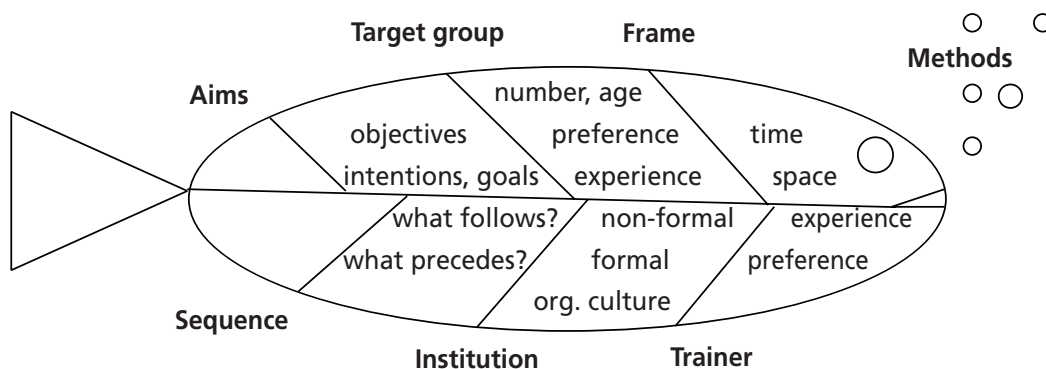 Target group
Frame
Methods
Aims
number, age
objectives
preference
time
intentions, goals
experience
space
what follows?
non-formal
experience
what precedes?
formal
preference
org. culture
Sequence
Institution
Trainer